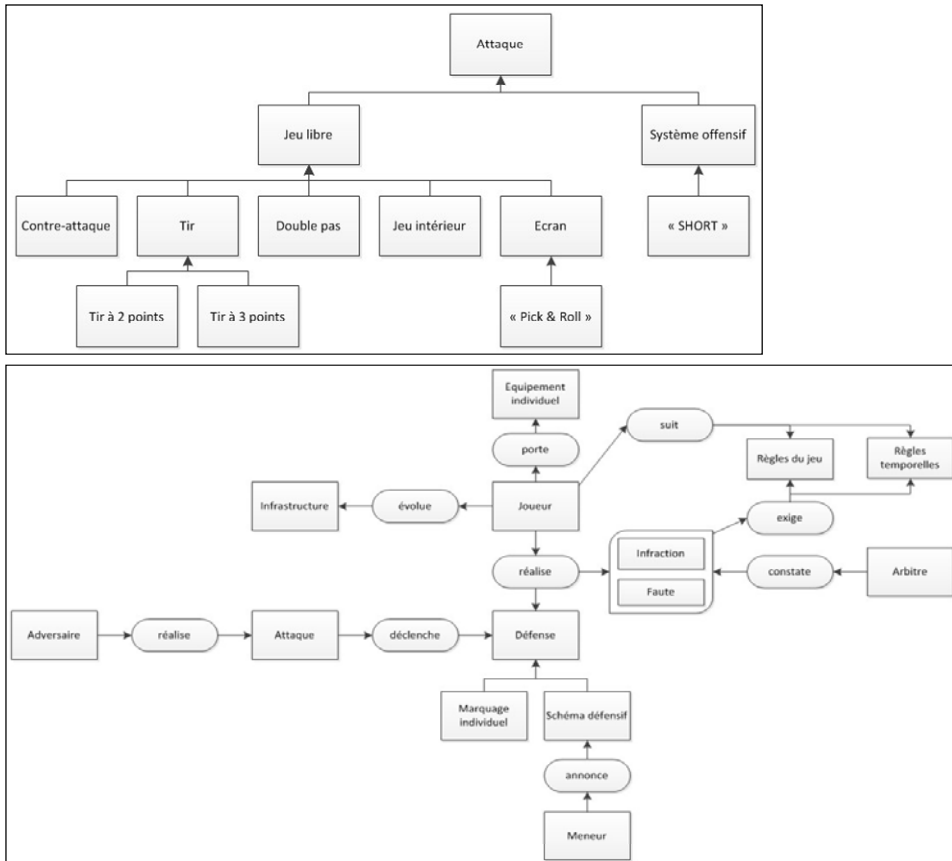 Attaque
Jeu libre
Système offensif
Contre-attaque
Tir
Double pas
Jeu intérieur
Ecran
« SHORT »
Tir à 2 points
Tir à 3 points
« Pick & Roll »
Equipement
individuel
suit
porte
Règles du jeu
Règles
temporelles
Infrastructure
évolue
Joueur
exige
Infraction
réalise
constate
Arbitre
Faute
Adversaire
réalise
Attaque
déclenche
Défense
Marquage
individuel
Schéma défensif
annonce
Meneur